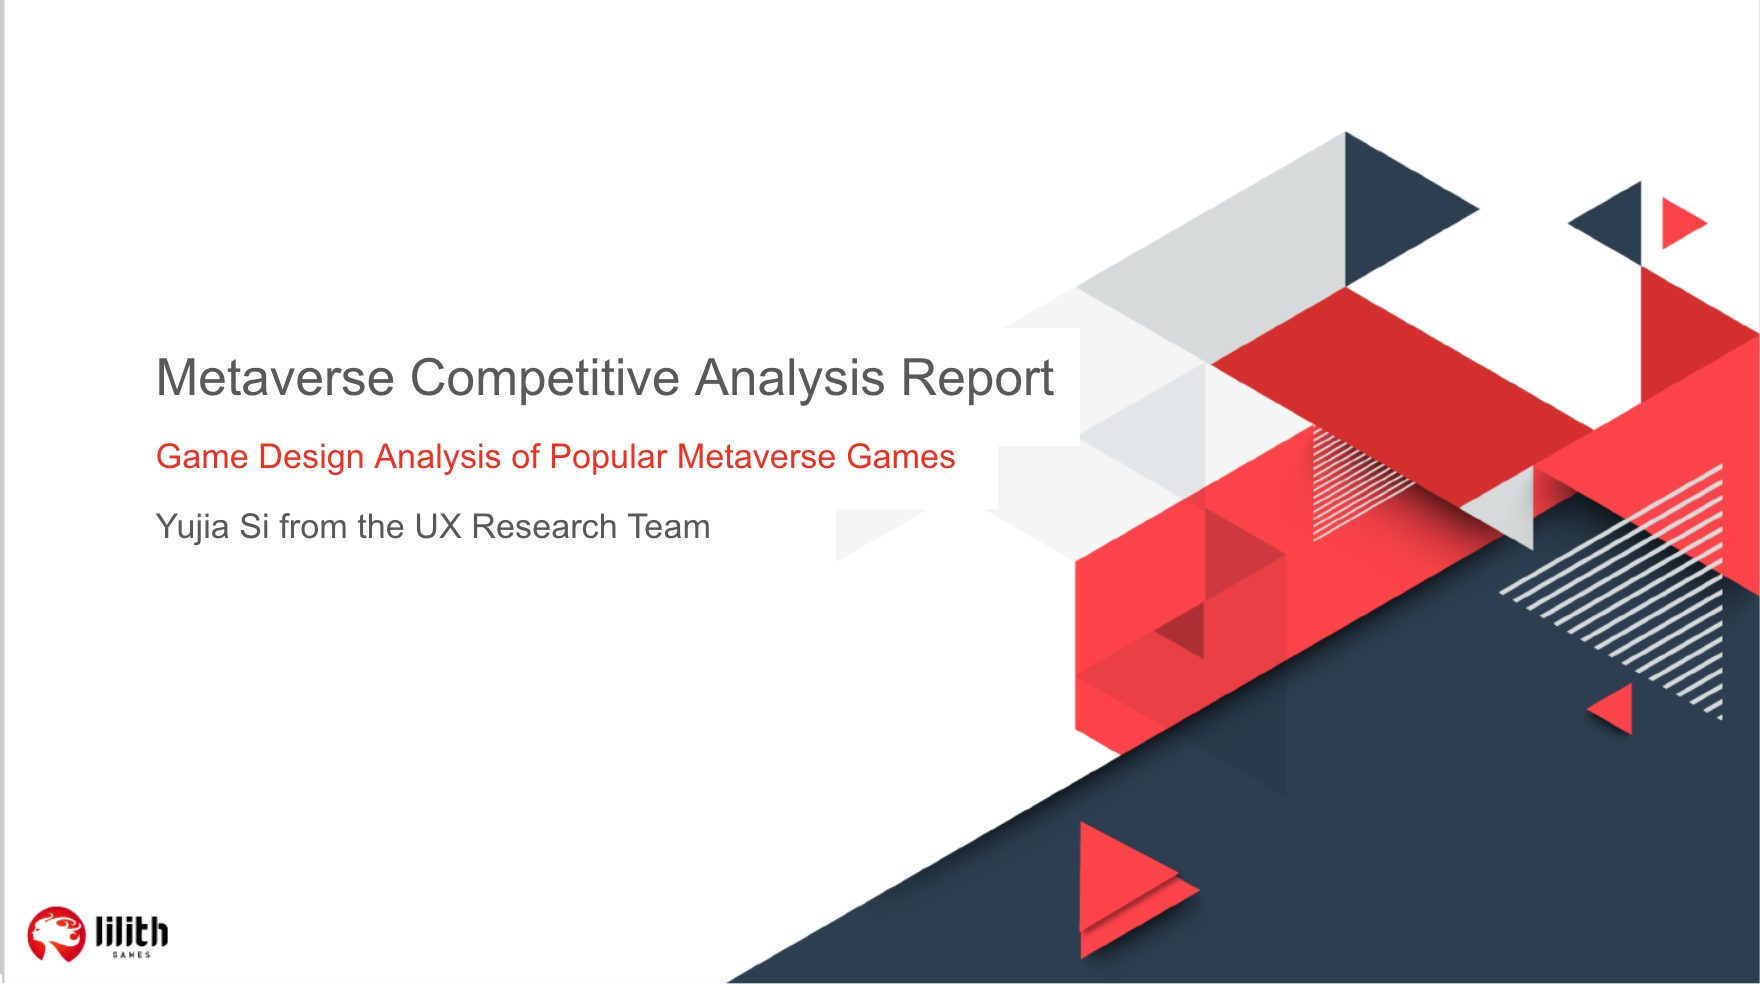 Metaverse Competitive Analysis Report
Game Design Analysis of Popular Metaverse Games
Yujia Si from the UX Research Team
lilith
GAMES